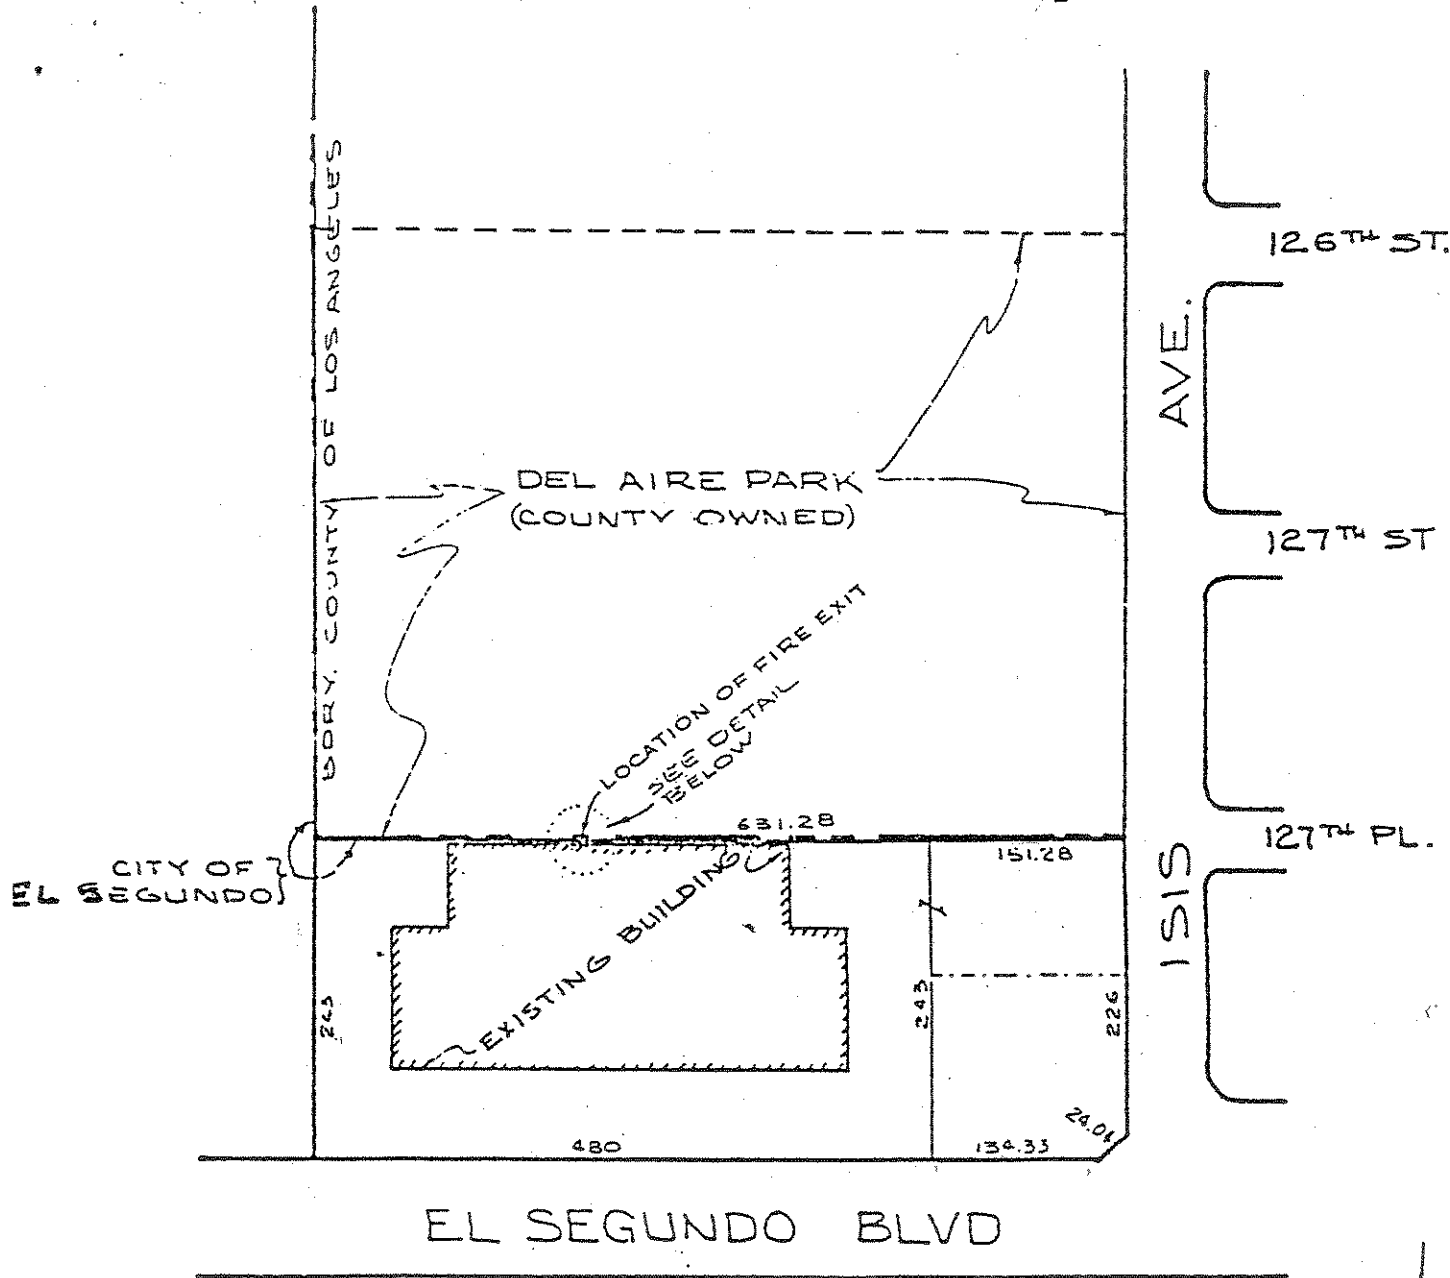 BDRY. COUNTY OF LOS ANGELES
126TH ST.
AVE.
DEL AIRE PARK
(COUNTY OWNED)
127TH ST
LOCATION OF FIRE EXIT
SEE DETAIL
BELOW
631.28
127TH PL.
CITY OF
EL SEGUNDO
151.28
ISIS
EXISTING BUILDING
243
243
226
24.01
480
134.33
EL SEGUNDO BLVD